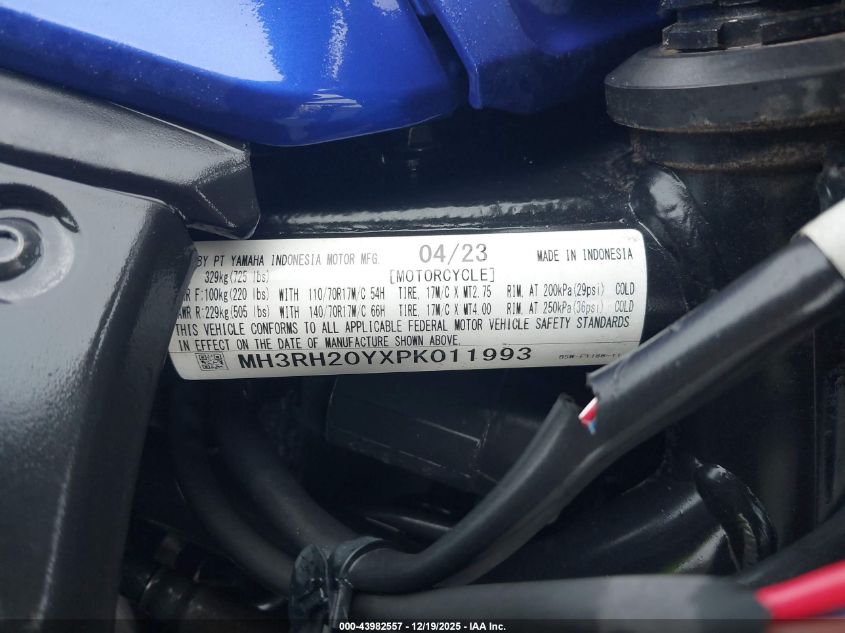 BY PT YAMAHA INDONESIA MOTOR MFG. 04/23 MADE IN INDONESIA
329kg(725 lbs) [MOTORCYCLE]
WR F:100kg(220 lbs) WITH 110/70R17M/C 54H TIRE, 17M/C X MT2.75 RIM, AT 200kPa(29psi) COLD
AWR R:229kg(505 lbs) WITH 140/70R17M/C 66H TIRE, 17M/C X MT4.00 RIM, AT 250kPa(36psi) COLD
THIS VEHICLE CONFORMS TO ALL APPLICABLE FEDERAL MOTOR VEHICLE SAFETY STANDARDS
IN EFFECT ON THE DATE OF MANUFACTURE SHOWN ABOVE.
MH3RH20YXPK011993
000-43982557 - 12/19/2025 - IAA Inc.